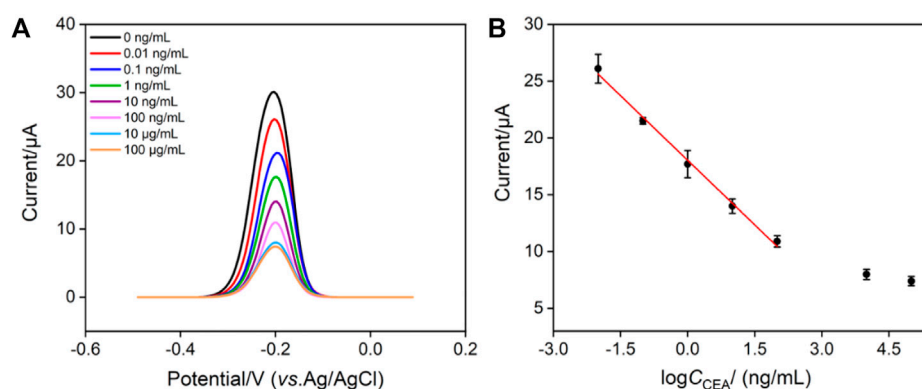 A
40
30
20
10
0
Current/μA
0 ng/mL
0.01 ng/mL
0.1 ng/mL
1 ng/mL
10 ng/mL
100 ng/mL
10 μg/mL
100 μg/mL
-0.6 -0.4 -0.2 0.0 0.2
Potential/V (vs.Ag/AgCl)
B
30
25
20
15
10
5
Current/μA
-3.0 -1.5 0.0 1.5 3.0 4.5
logCCEA/ (ng/mL)